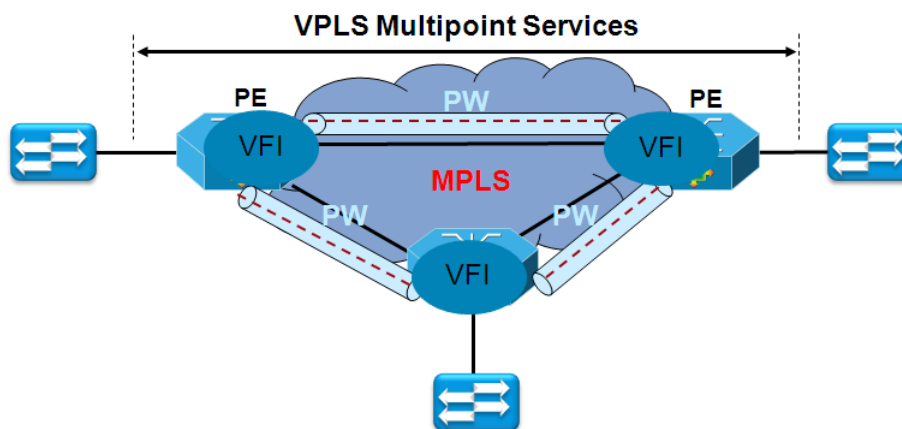 VPLS Multipoint Services
PE
PW
PE
VFI
VFI
MPLS
PW
PW
VFI